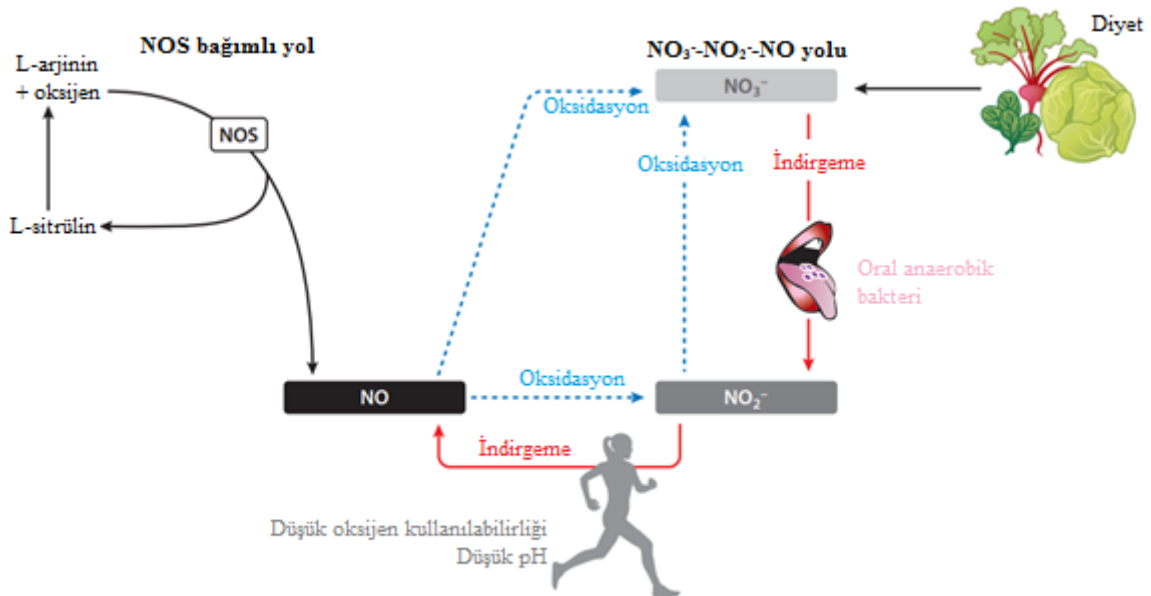 NOS bağımlı yol
L-arjinin
+ oksijen
NOS
L-sitrülin
NO₃⁻-NO₂⁻-NO yolu
Diyet
NO₃⁻
Oksidasyon
Oksidasyon
İndirgeme
Oral anaerobik
bakteri
Oksidasyon
NO
NO₂⁻
İndirgeme
Düşük oksijen kullanılabilirliği
Düşük pH